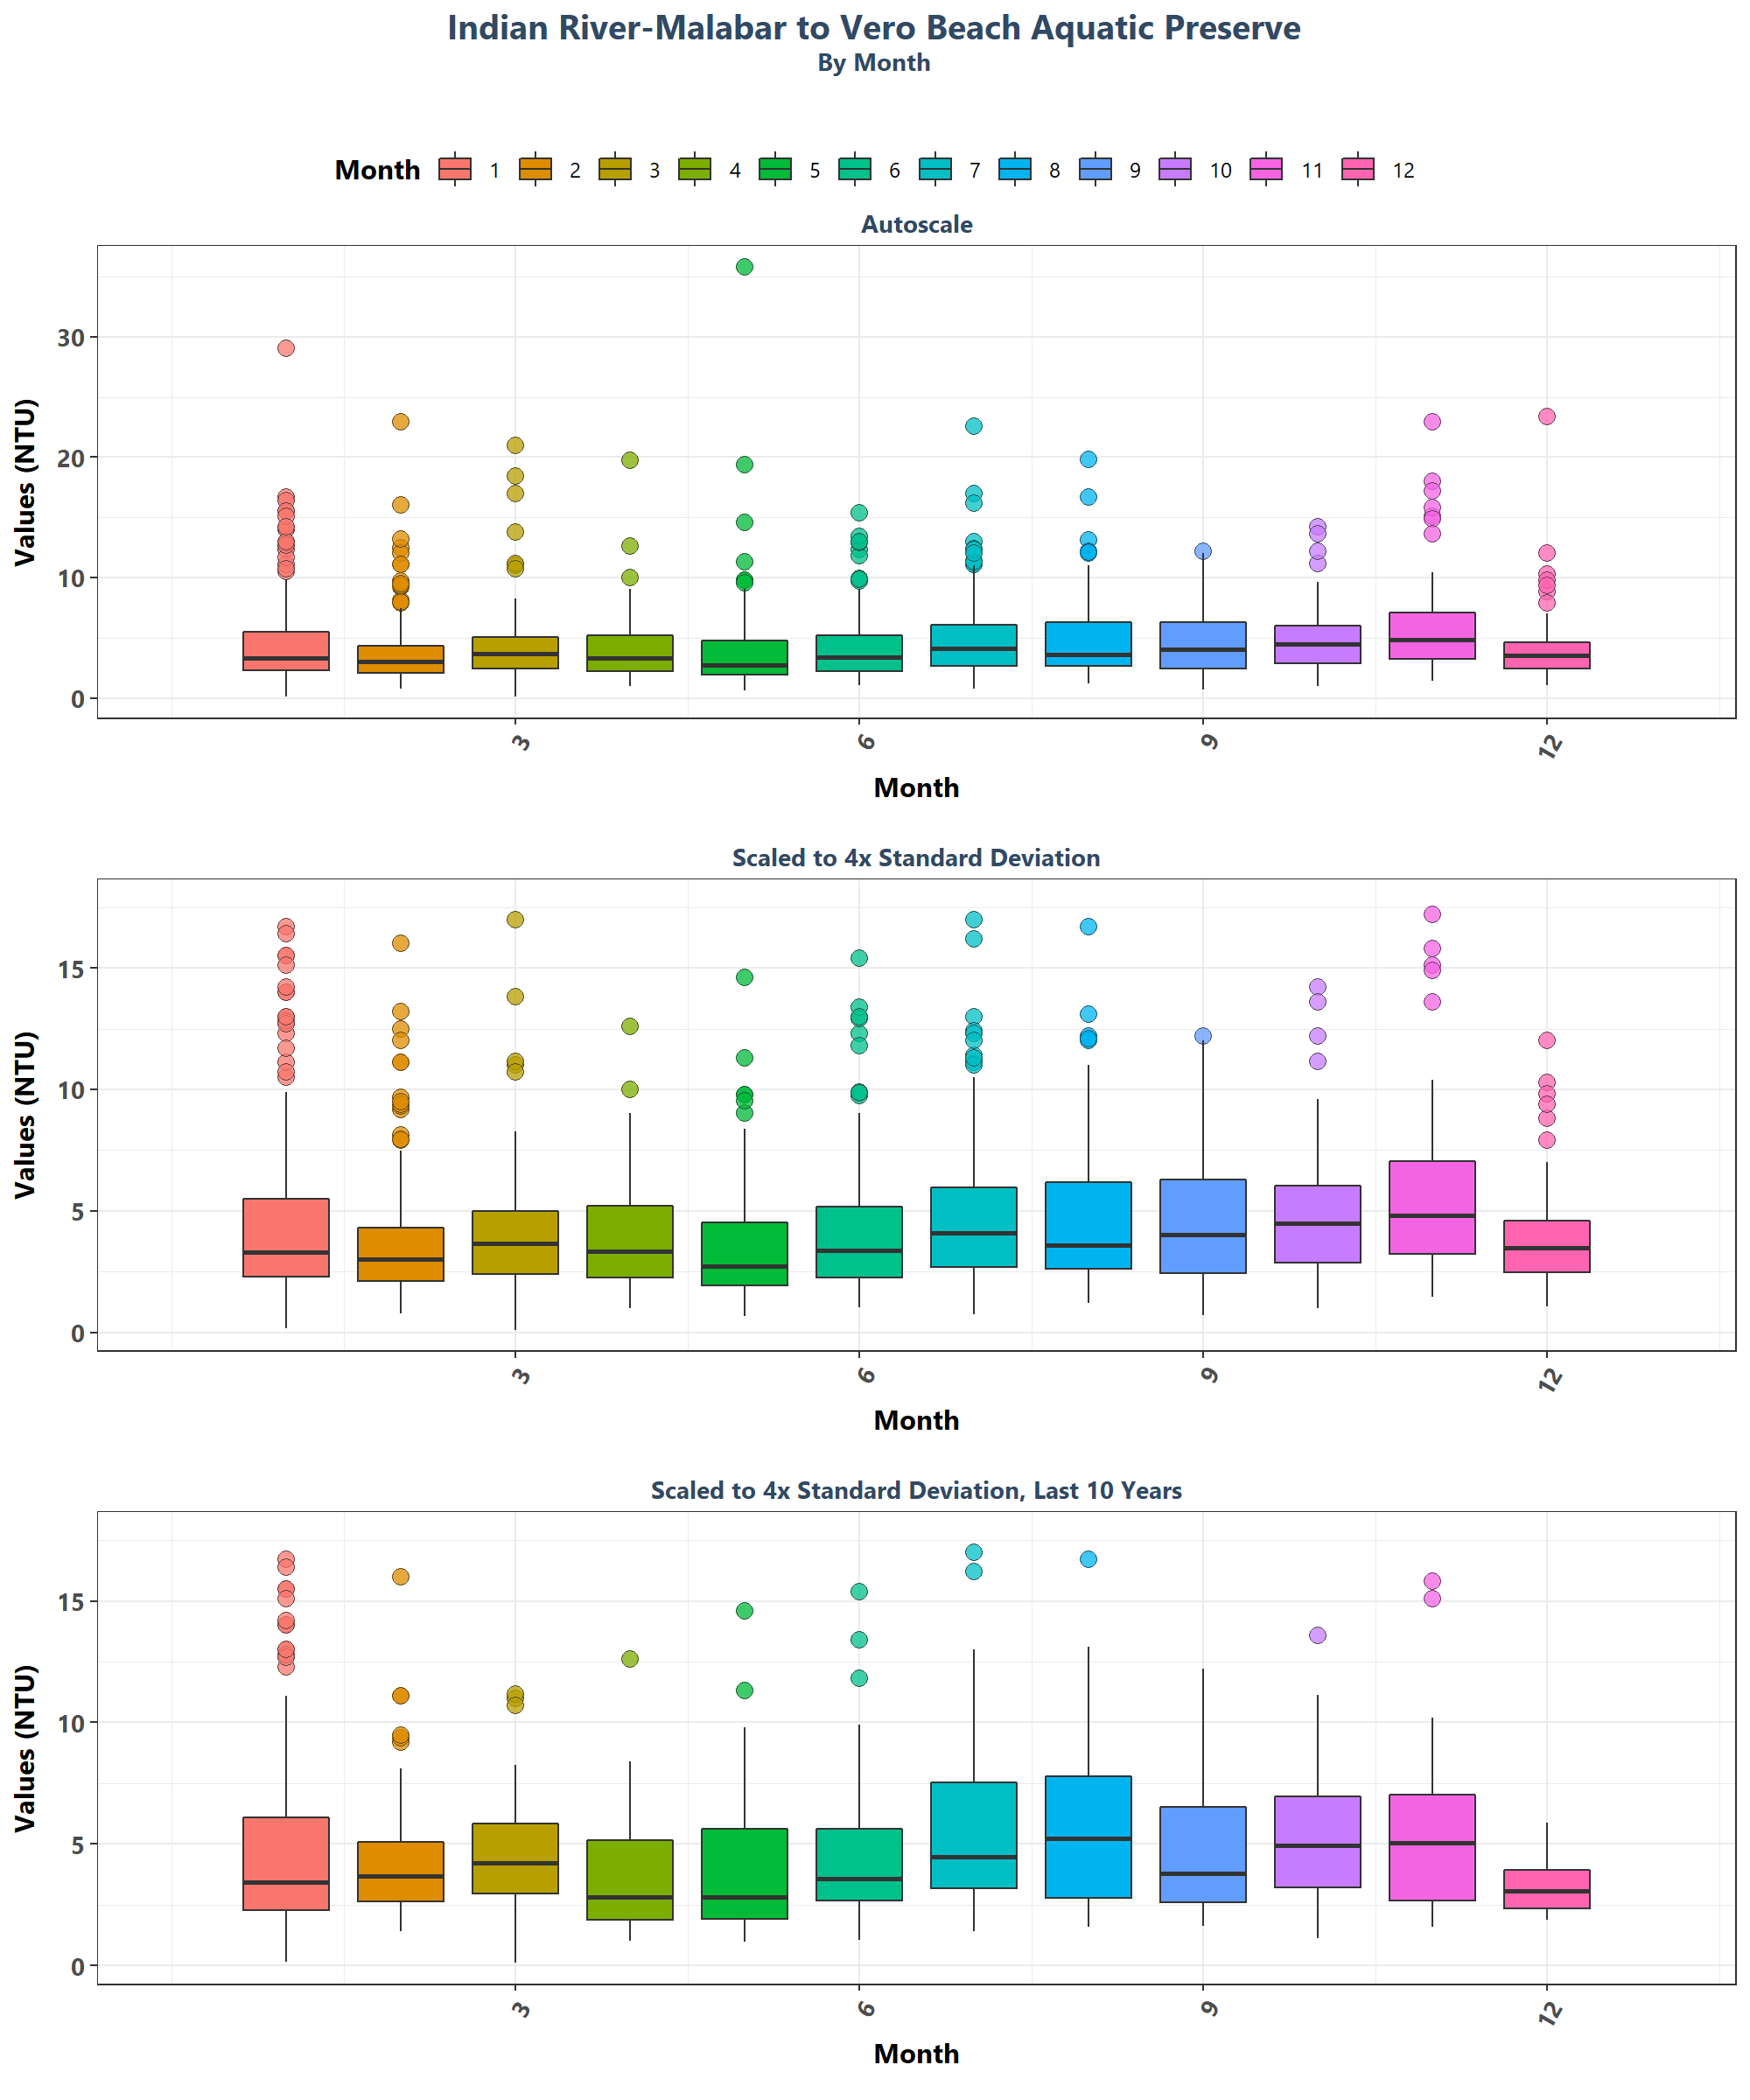 Indian River-Malabar to Vero Beach Aquatic Preserve
By Month
Month 1 2 3 4 5 6 7 8 9 10 11 12
Autoscale
Values (NTU)
30
20
10
0
3 6 9 12
Month
Scaled to 4x Standard Deviation
Values (NTU)
15
10
5
0
3 6 9 12
Month
Scaled to 4x Standard Deviation, Last 10 Years
Values (NTU)
15
10
5
0
3 6 9 12
Month